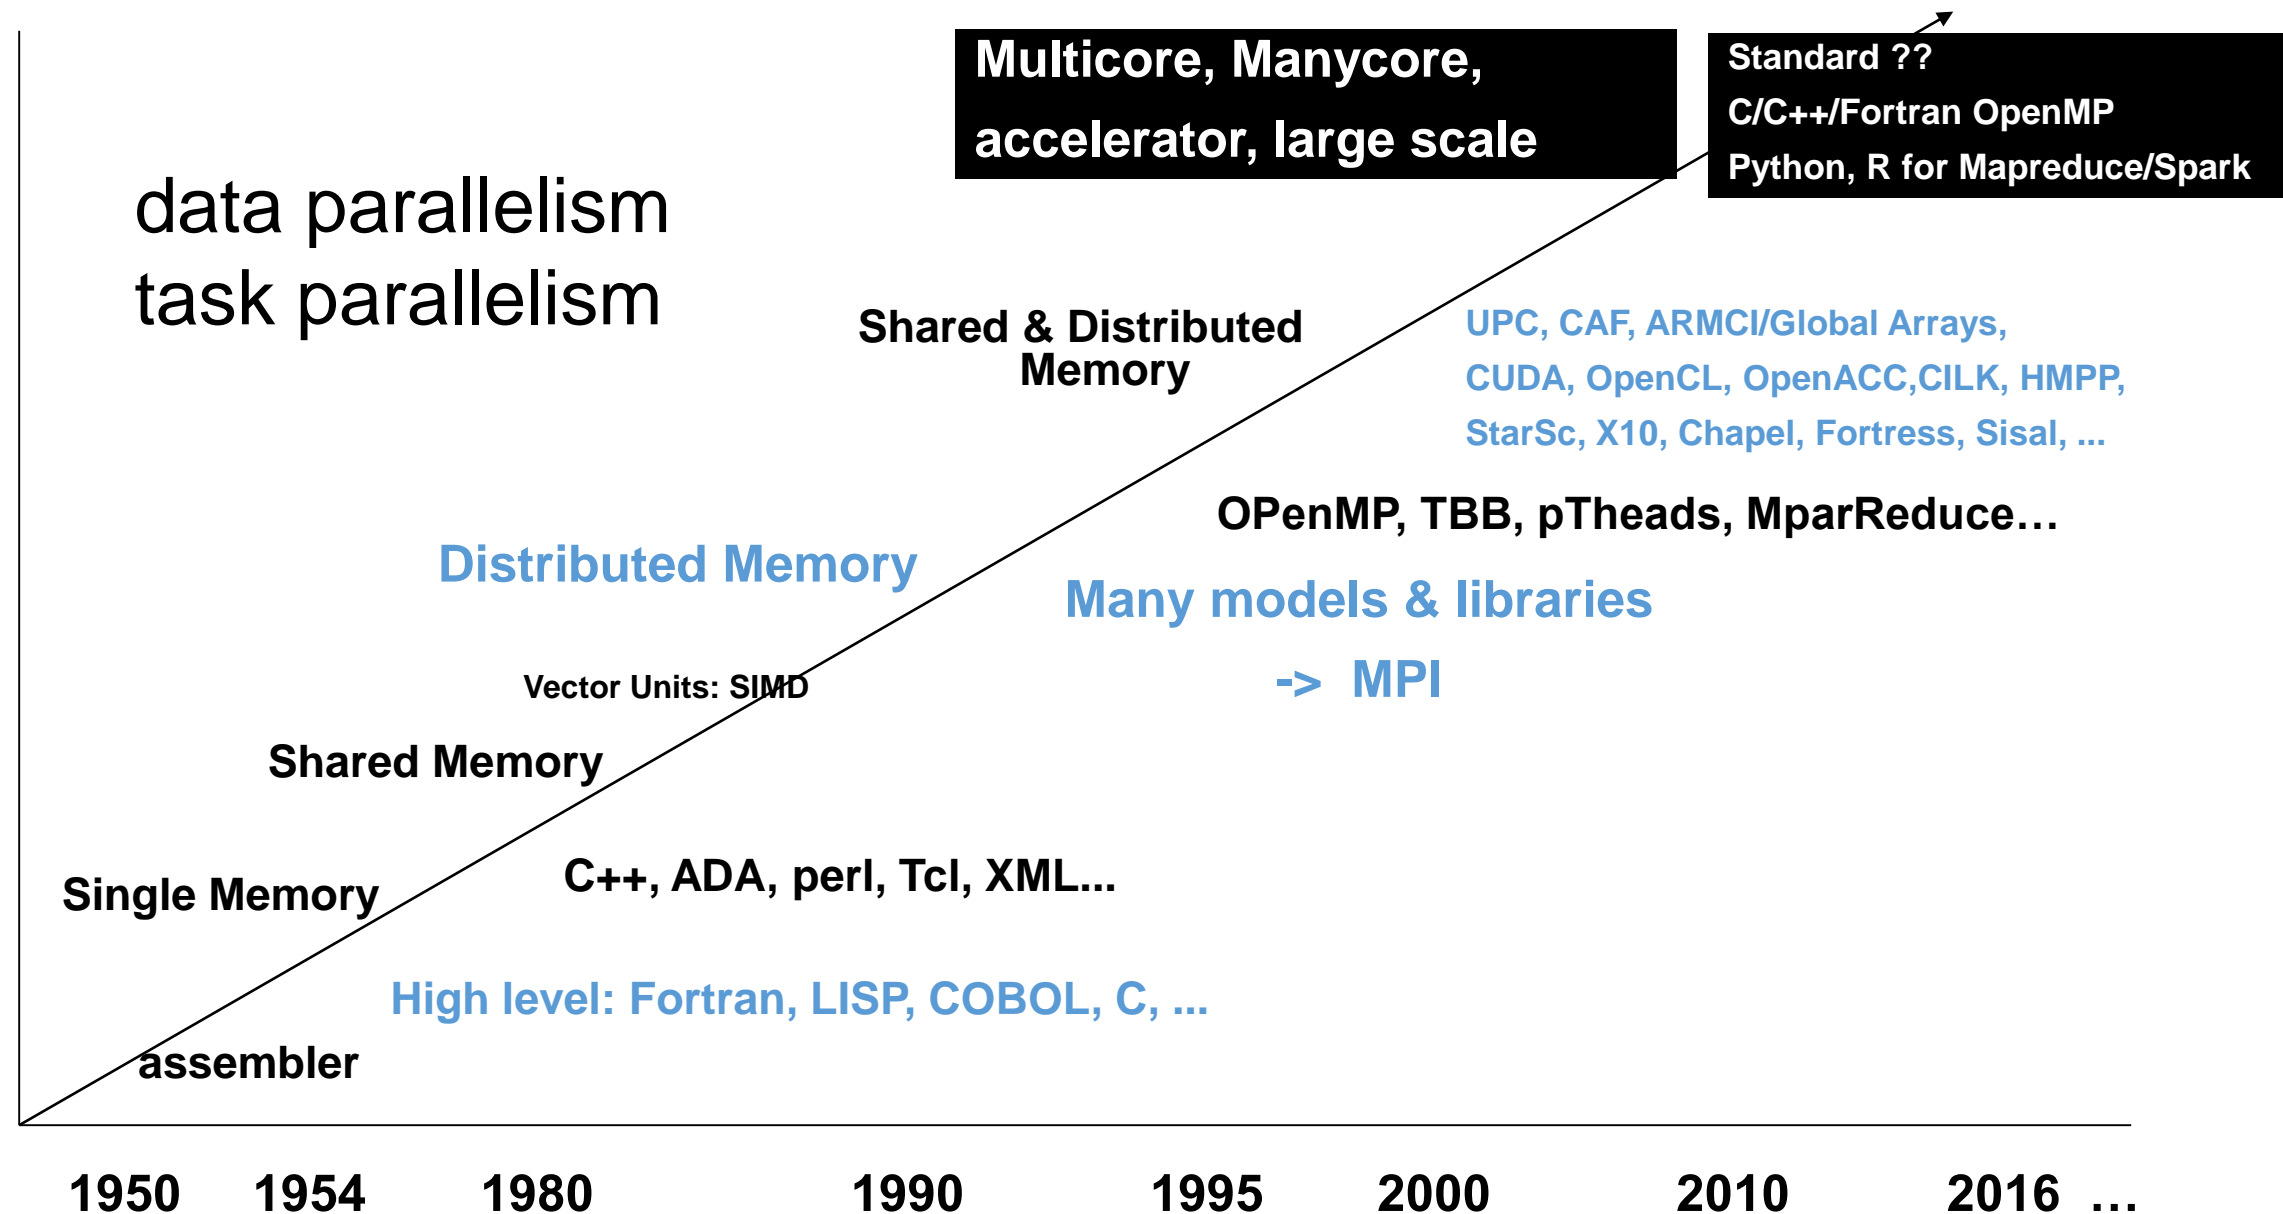 Multicore, Manycore,
accelerator, large scale
Standard ??
C/C++/Fortran OpenMP
Python, R for Mapreduce/Spark
data parallelism
task parallelism
Shared & Distributed
Memory
UPC, CAF, ARMCI/Global Arrays,
CUDA, OpenCL, OpenACC,CILK, HMPP,
StarSc, X10, Chapel, Fortress, Sisal, ...
OPenMP, TBB, pTheads, MparReduce…
Distributed Memory
Many models & libraries
-> MPI
Vector Units: SIMD
Shared Memory
C++, ADA, perl, Tcl, XML...
Single Memory
High level: Fortran, LISP, COBOL, C, ...
assembler
1950 1954 1980 1990 1995 2000 2010 2016 …